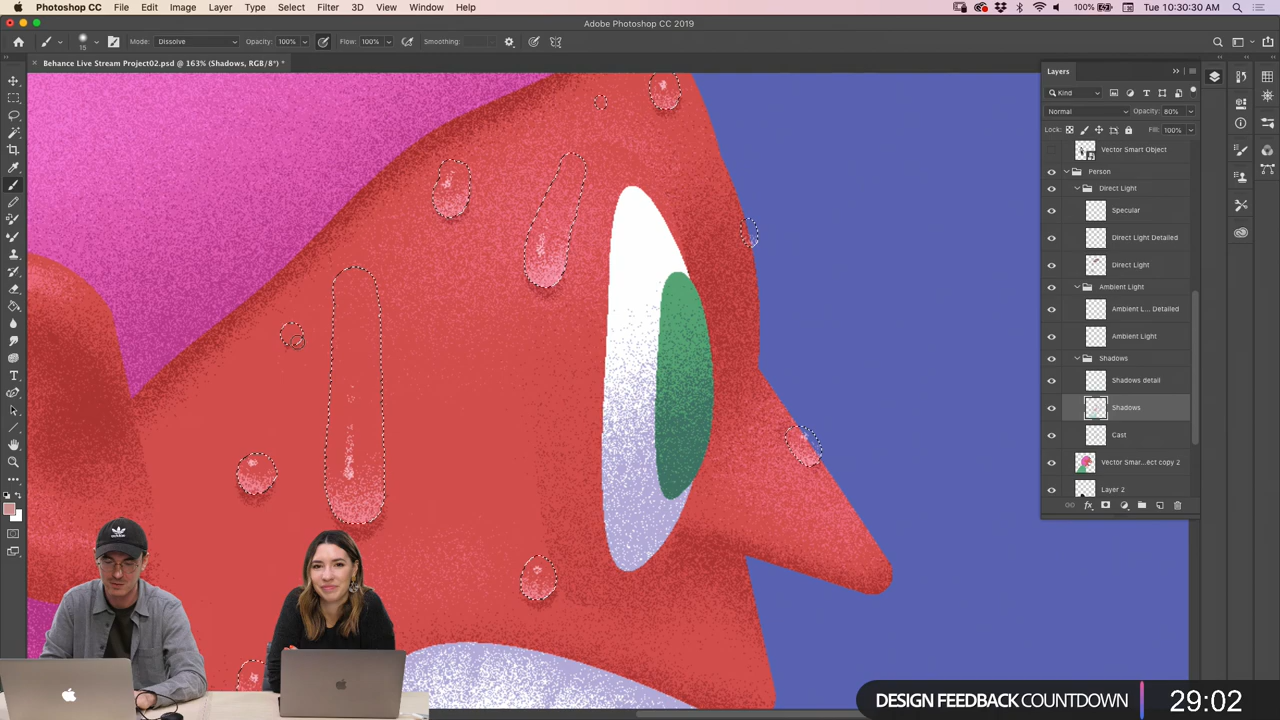 Photoshop CC File Edit Image Layer Type Select Filter 3D View Window Help 100% Tue 10:30:30 AM
Adobe Photoshop CC 2019
15 Mode: Dissolve Opacity: 100% Flow: 100% Smoothing:
Behance Live Stream Project02.psd @ 163% (Shadows, RGB/8*) *
Layers
Kind
Normal Opacity: 80%
Lock: Fill: 100%
Vector Smart Object
Person
Direct Light
Specular
Direct Light Detailed
Direct Light
Ambient Light
Ambient L... Detailed
Ambient Light
Shadows
Shadows detail
Shadows
Cast
Vector Smar...ect copy 2
Layer 2
fx
DESIGN FEEDBACK COUNTDOWN 29:02